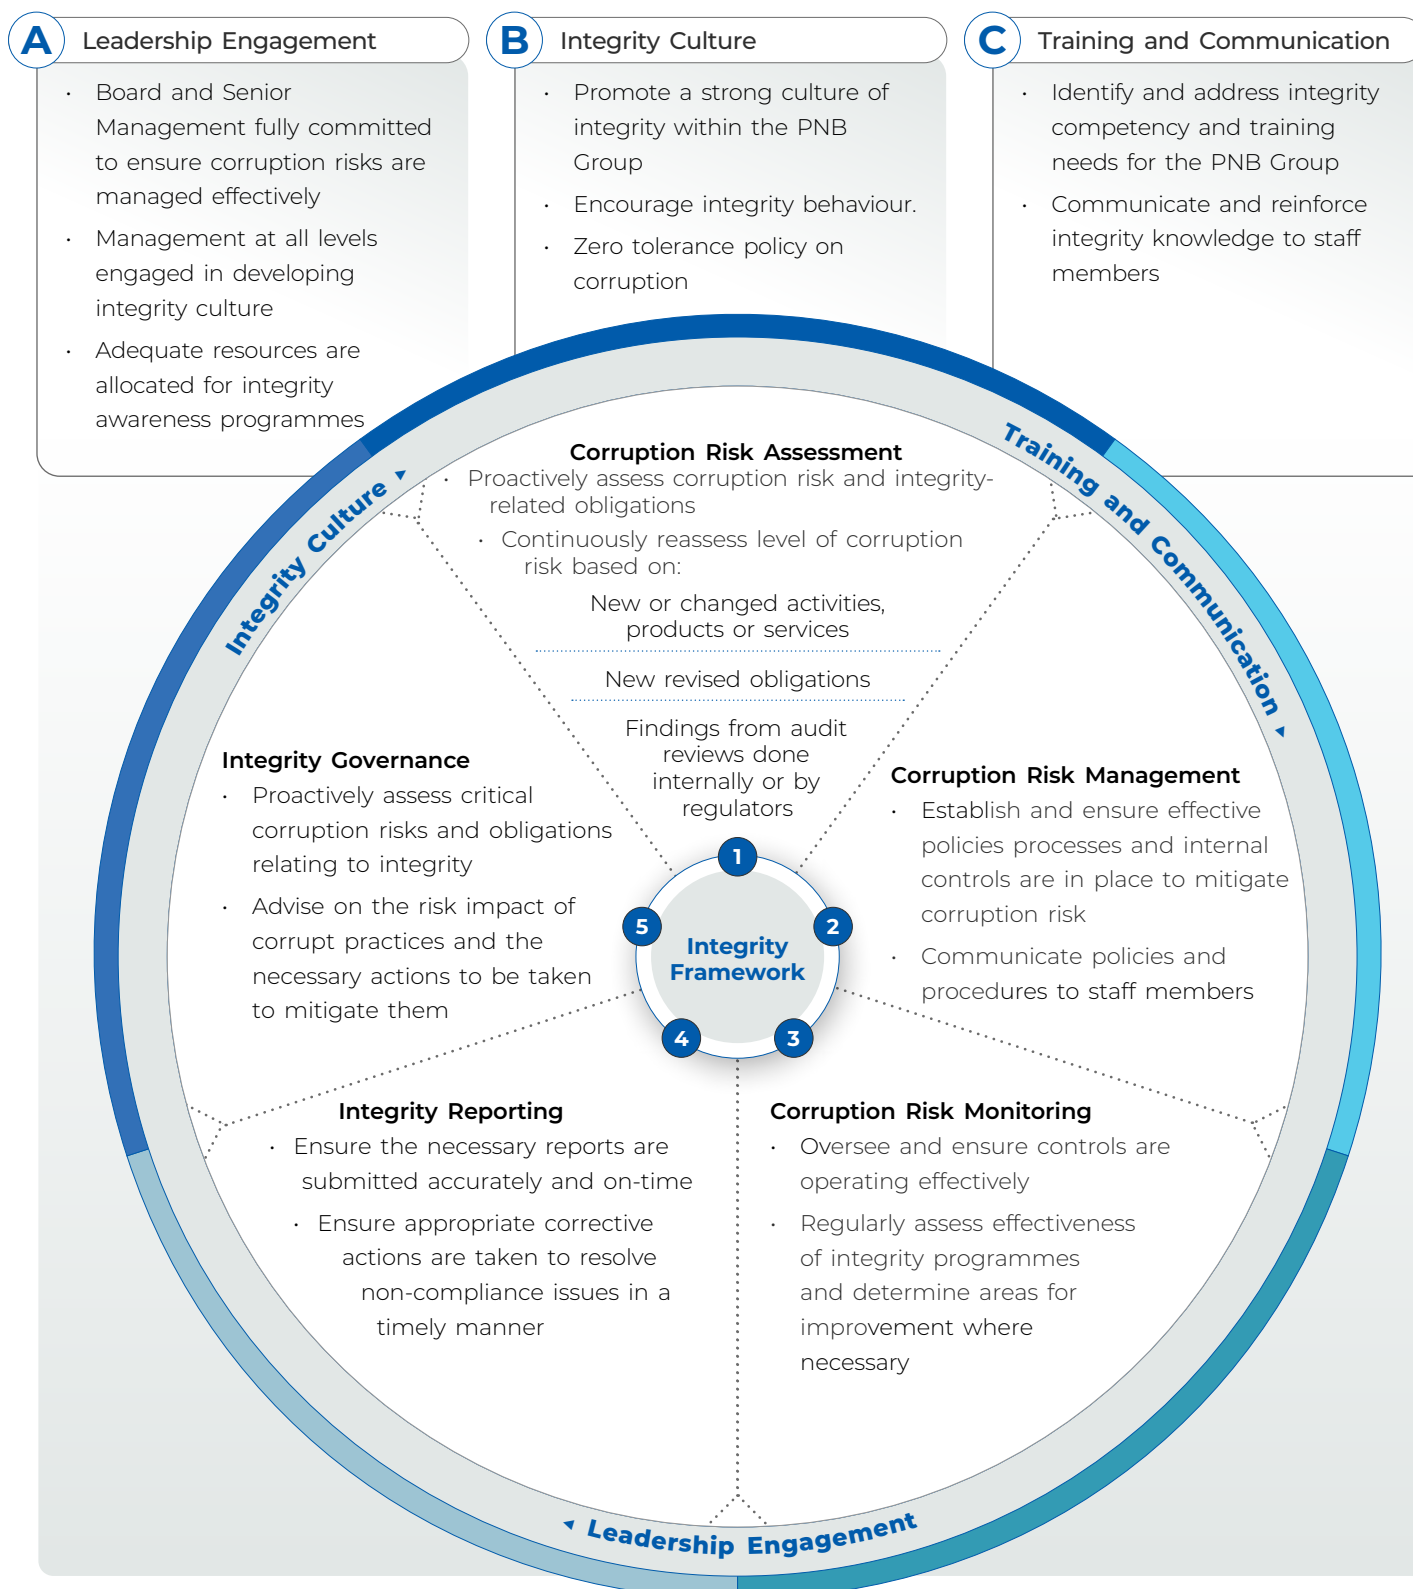 A Leadership Engagement
• Board and Senior
Management fully committed
to ensure corruption risks are
managed effectively
• Management at all levels
engaged in developing
integrity culture
• Adequate resources are
allocated for integrity
awareness programmes
B Integrity Culture
• Promote a strong culture of
integrity within the PNB
Group
• Encourage integrity behaviour.
• Zero tolerance policy on
corruption
C Training and Communication
• Identify and address integrity
competency and training
needs for the PNB Group
• Communicate and reinforce
integrity knowledge to staff
members
Integrity Culture
Training and Communication
Leadership Engagement
Integrity
Framework
1
Corruption Risk Assessment
• Proactively assess corruption risk and integrity-
related obligations
• Continuously reassess level of corruption
risk based on:
New or changed activities,
products or services
New revised obligations
Findings from audit
reviews done
internally or by
regulators
2
Corruption Risk Management
• Establish and ensure effective
policies processes and internal
controls are in place to mitigate
corruption risk
• Communicate policies and
procedures to staff members
3
Corruption Risk Monitoring
• Oversee and ensure controls are
operating effectively
• Regularly assess effectiveness
of integrity programmes
and determine areas for
improvement where
necessary
4
Integrity Reporting
• Ensure the necessary reports are
submitted accurately and on-time
• Ensure appropriate corrective
actions are taken to resolve
non-compliance issues in a
timely manner
5
Integrity Governance
• Proactively assess critical
corruption risks and obligations
relating to integrity
• Advise on the risk impact of
corrupt practices and the
necessary actions to be taken
to mitigate them